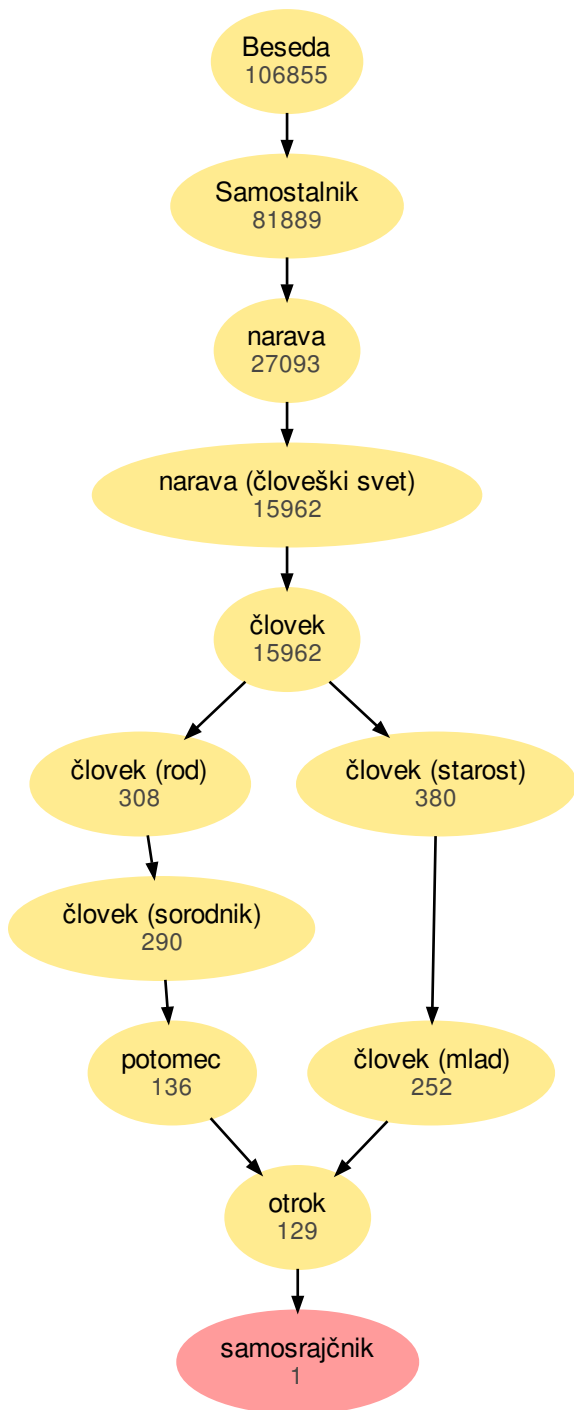 Beseda
106855
Samostalnik
81889
narava
27093
narava (človeški svet)
15962
človek
15962
človek (rod)
308
človek (starost)
380
človek (sorodnik)
290
potomec
136
človek (mlad)
252
otrok
129
samosrajčnik
1